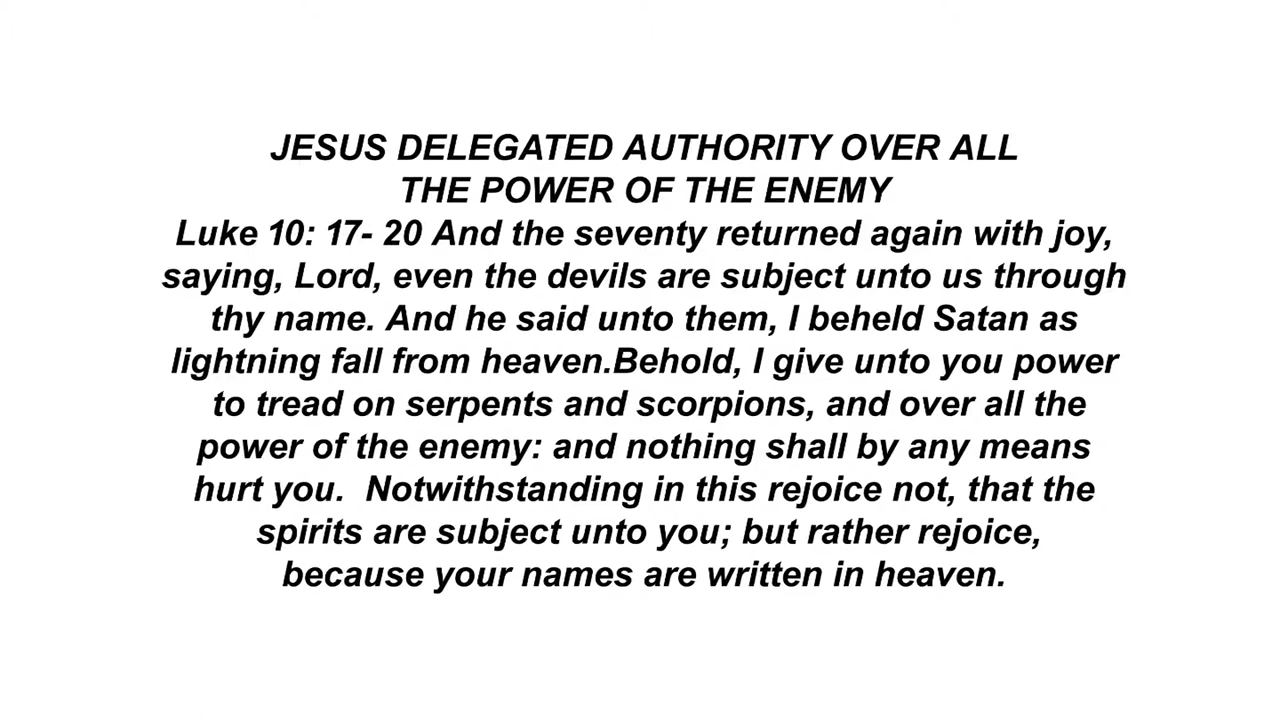 JESUS DELEGATED AUTHORITY OVER ALL
THE POWER OF THE ENEMY
Luke 10: 17- 20 And the seventy returned again with joy,
saying, Lord, even the devils are subject unto us through
thy name. And he said unto them, I beheld Satan as
lightning fall from heaven.Behold, I give unto you power
to tread on serpents and scorpions, and over all the
power of the enemy: and nothing shall by any means
hurt you.  Notwithstanding in this rejoice not, that the
spirits are subject unto you; but rather rejoice,
because your names are written in heaven.